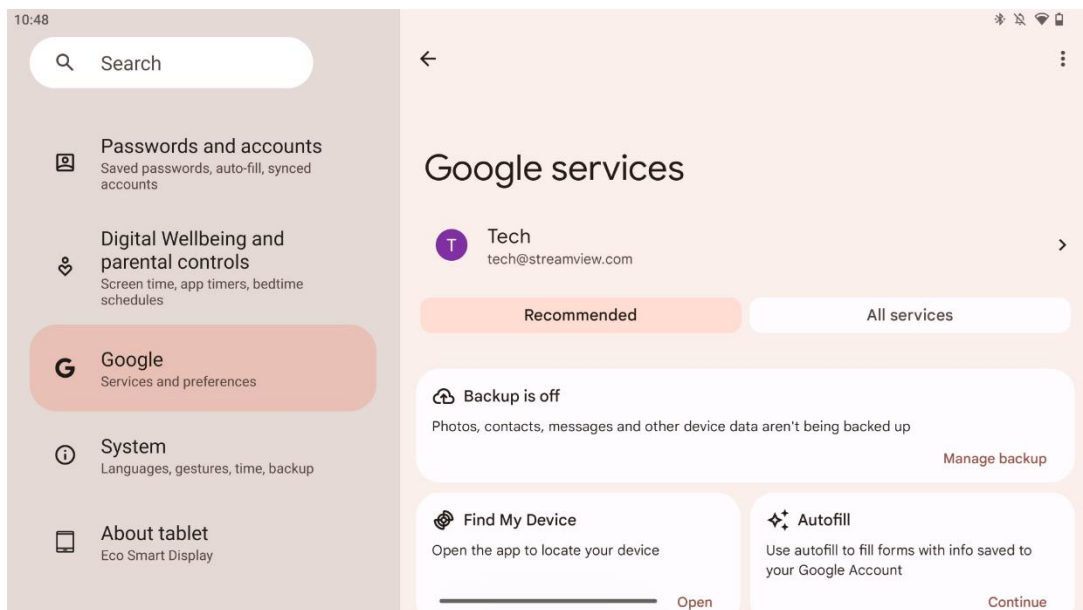 10:48
Search
Passwords and accounts
Saved passwords, auto-fill, synced
accounts
Digital Wellbeing and
parental controls
Screen time, app timers, bedtime
schedules
G
Google
Services and preferences
System
Languages, gestures, time, backup
About tablet
Eco Smart Display
Google services
T
Tech
tech@streamview.com
Recommended
All services
Backup is off
Photos, contacts, messages and other device data aren't being backed up
Manage backup
Find My Device
Open the app to locate your device
Open
Autofill
Use autofill to fill forms with info saved to
your Google Account
Continue